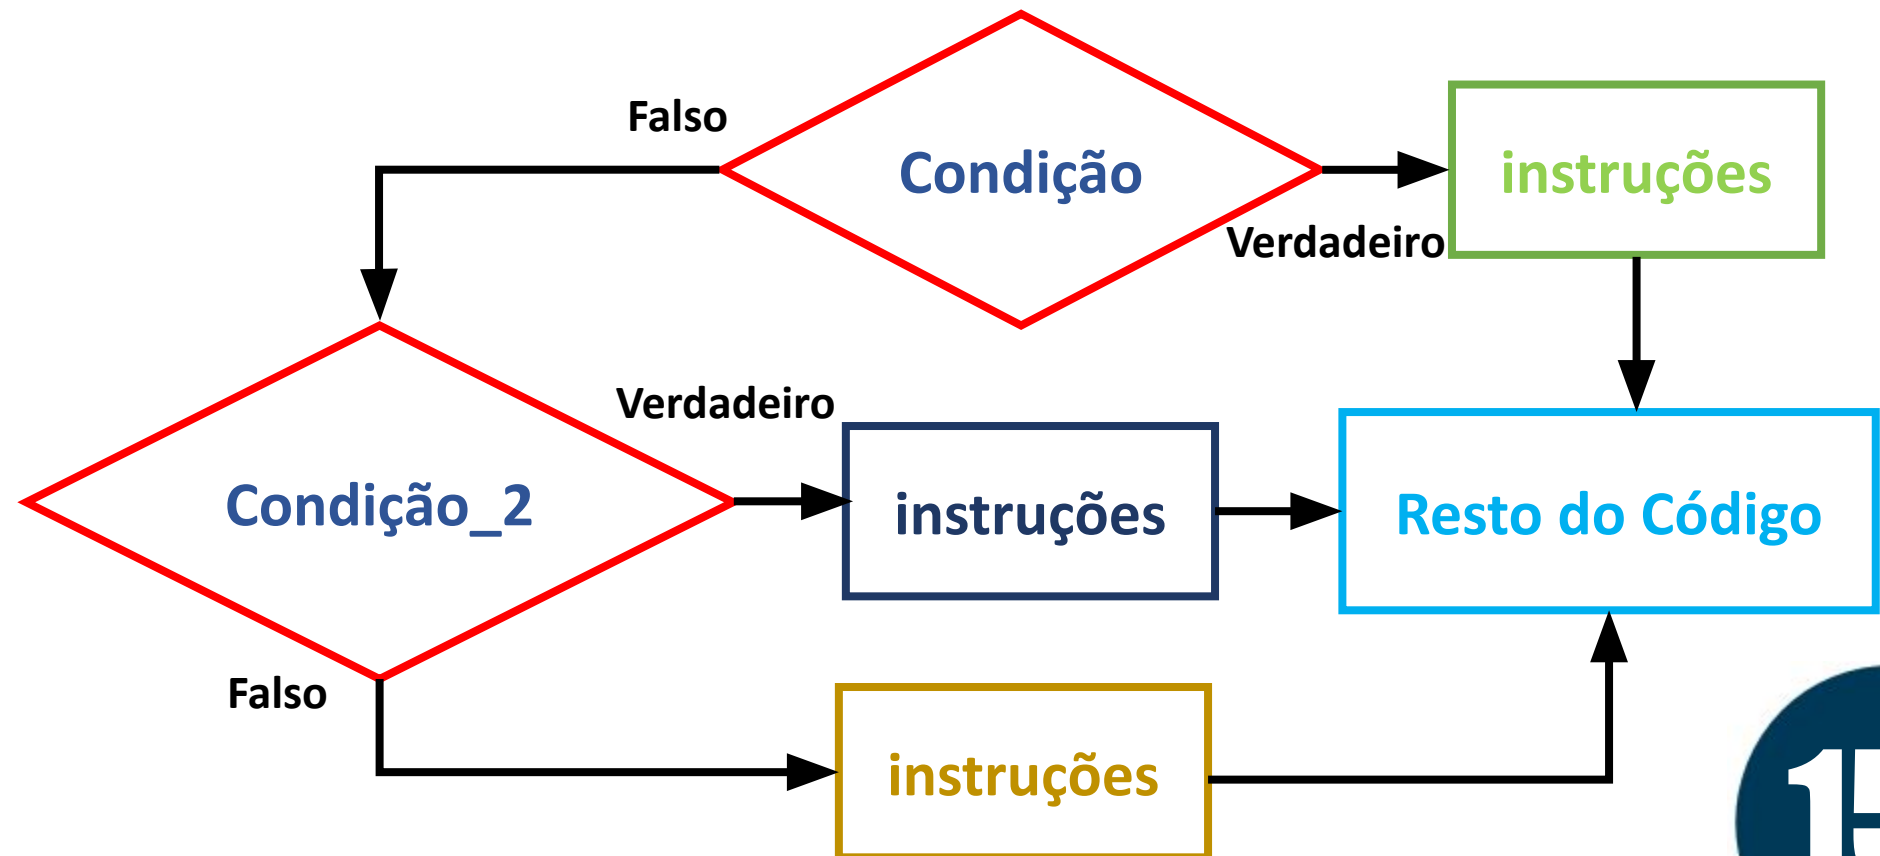 Falso
Condição
instruções
Verdadeiro
Verdadeiro
Condição_2
instruções
Resto do Código
Falso
instruções